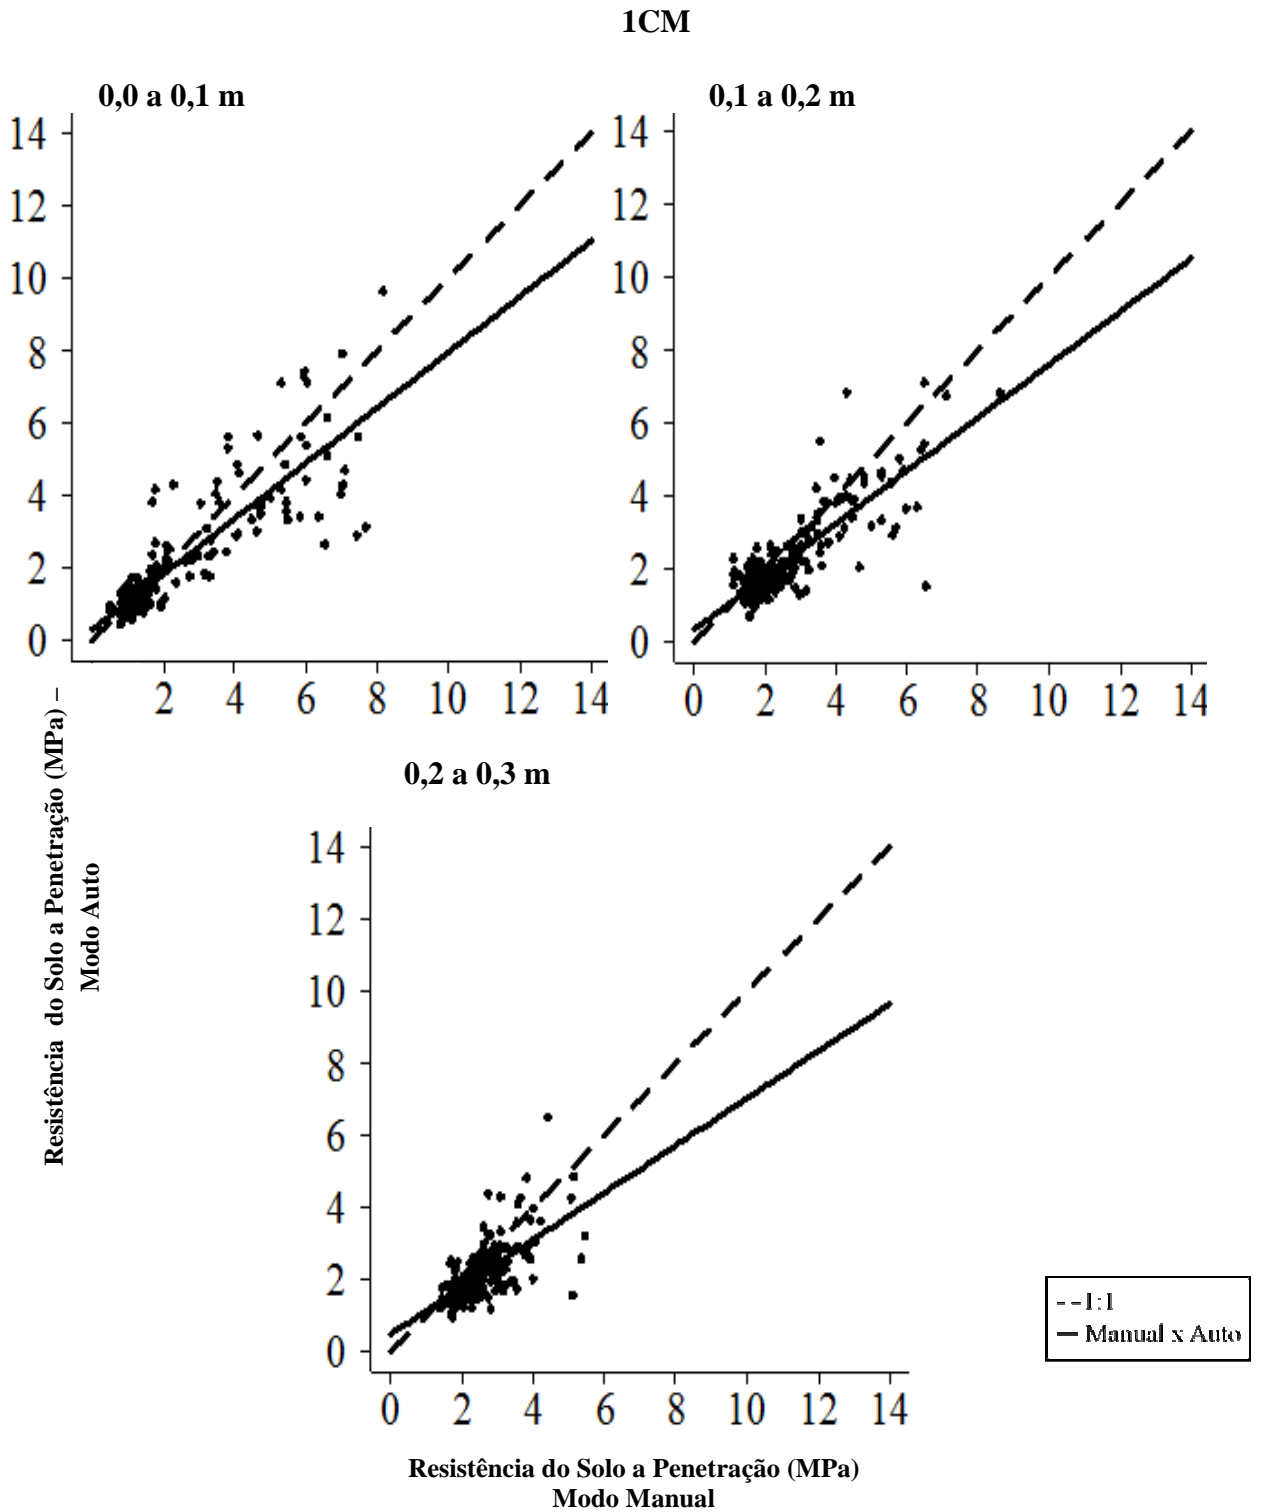 1CM
0,0 a 0,1 m
0,1 a 0,2 m
14
12
10
8
6
4
2
0
2 4 6 8 10 12 14
14
12
10
8
6
4
2
0
0 2 4 6 8 10 12 14
0,2 a 0,3 m
14
12
10
8
6
4
2
0
0 2 4 6 8 10 12 14
Resistência do Solo a Penetração (MPa) –
Modo Auto
Resistência do Solo a Penetração (MPa)
Modo Manual
--1:1
— Manual x Auto